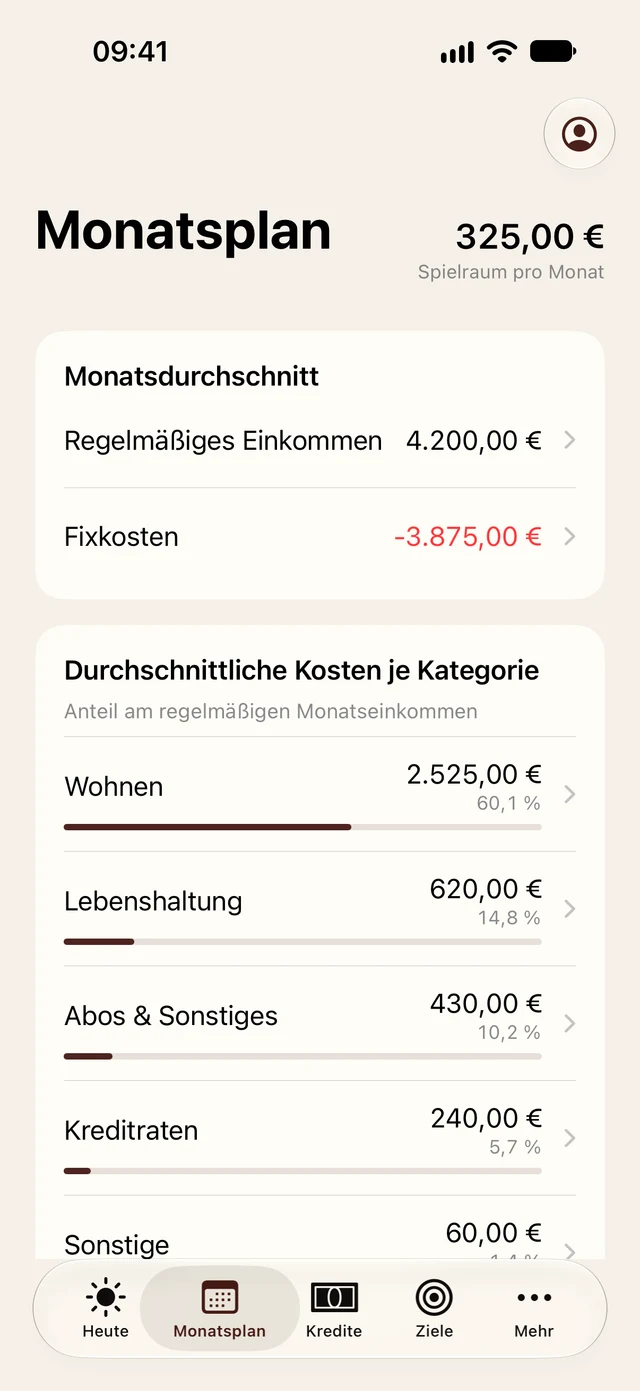 09:41
Monatsplan
325,00 €
Spielraum pro Monat
Monatsdurchschnitt
Regelmäßiges Einkommen 4.200,00 €
Fixkosten -3.875,00 €
Durchschnittliche Kosten je Kategorie
Anteil am regelmäßigen Monatseinkommen
Wohnen 2.525,00 €
60,1 %
Lebenshaltung 620,00 €
14,8 %
Abos & Sonstiges 430,00 €
10,2 %
Kreditraten 240,00 €
5,7 %
Sonstige 60,00 €
Heute Monatsplan Kredite Ziele Mehr